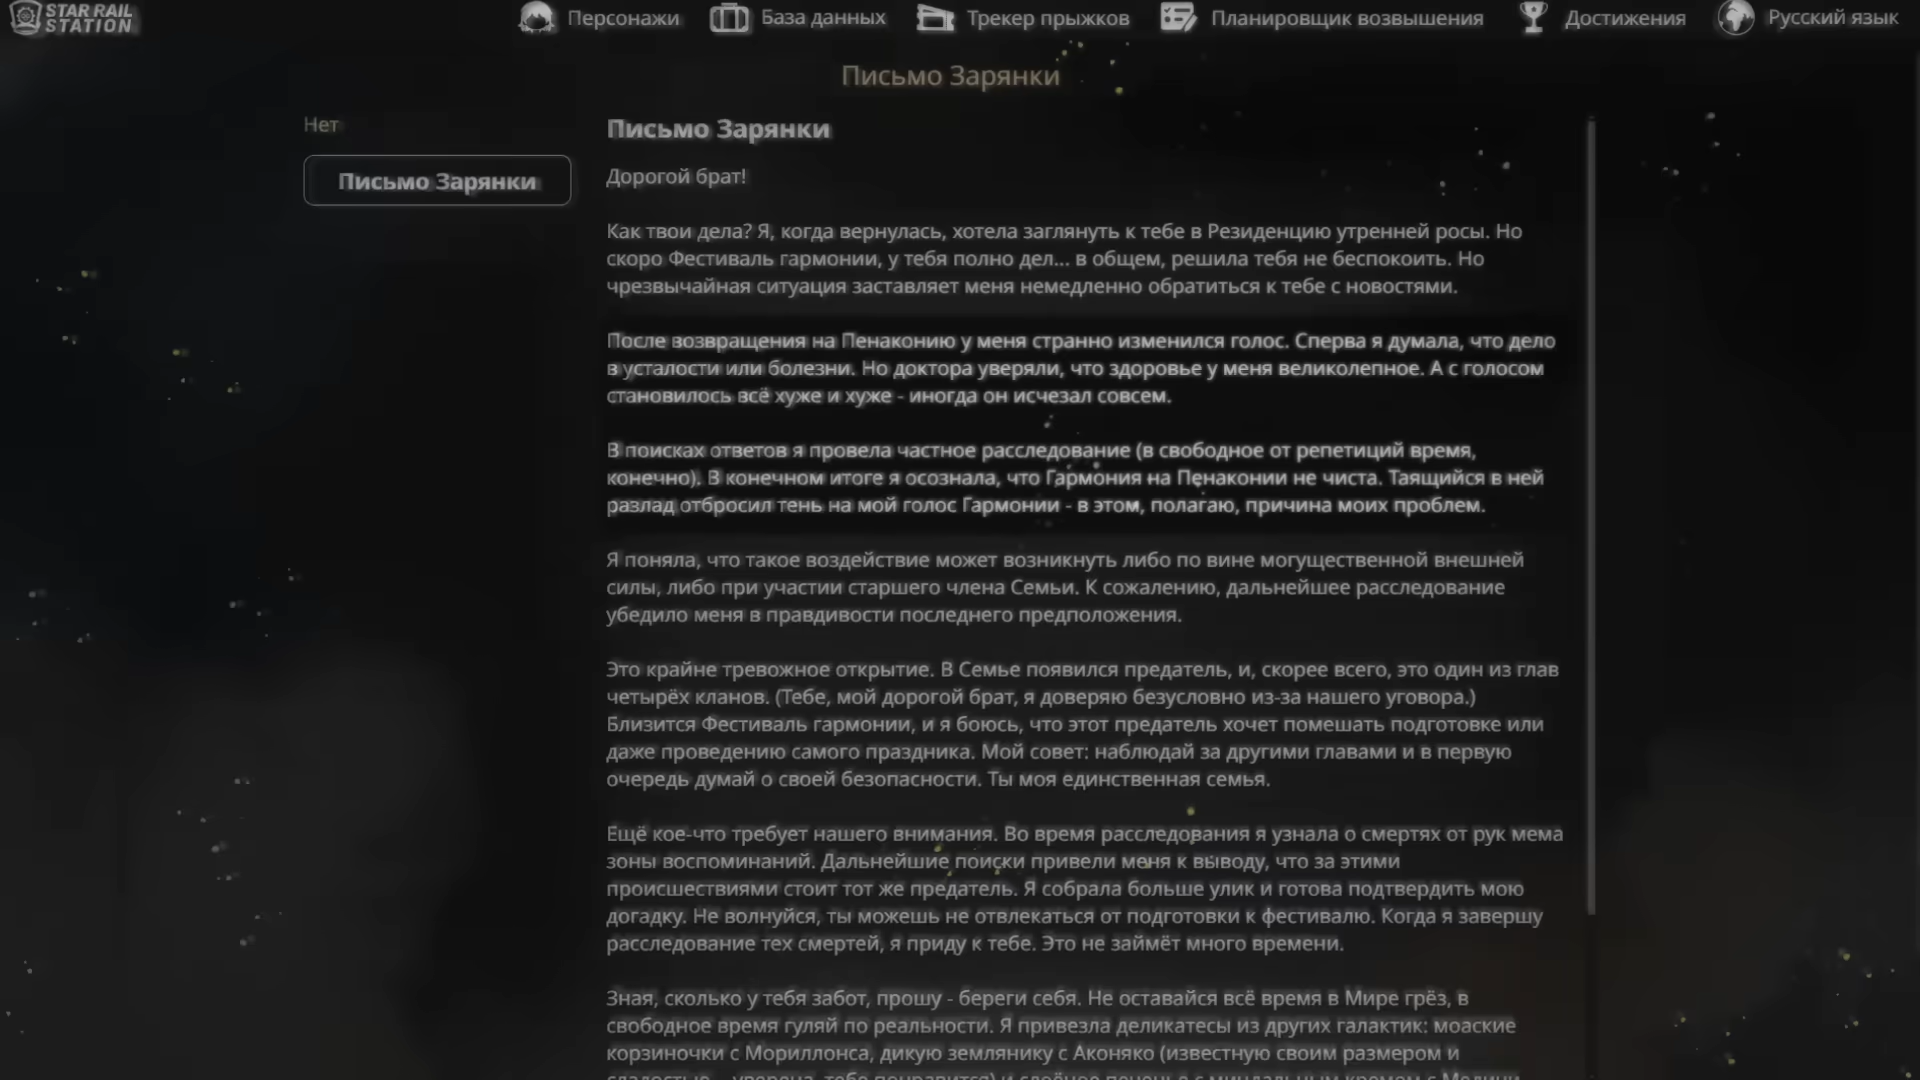 STAR RAIL
STATION
Персонажи
База данных
Трекер прыжков
Планировщик возвышения
Достижения
Русский язык
Письмо Зарянки
Нет
Письмо Зарянки
Письмо Зарянки
Дорогой брат!
Как твои дела? Я, когда вернулась, хотела заглянуть к тебе в Резиденцию утренней росы. Но
скоро Фестиваль гармонии, у тебя полно дел... в общем, решила тебя не беспокоить. Но
чрезвычайная ситуация заставляет меня немедленно обратиться к тебе с новостями.
После возвращения на Пенаконию у меня странно изменился голос. Сперва я думала, что дело
в усталости или болезни. Но доктора уверяли, что здоровье у меня великолепное. А с голосом
становилось всё хуже и хуже - иногда он исчезал совсем.
В поисках ответов я провела частное расследование (в свободное от репетиций время,
конечно). В конечном итоге я осознала, что Гармония на Пенаконии не чиста. Таящийся в ней
разлад отбросил тень на мой голос Гармонии - в этом, полагаю, причина моих проблем.
Я поняла, что такое воздействие может возникнуть либо по вине могущественной внешней
силы, либо при участии старшего члена Семьи. К сожалению, дальнейшее расследование
убедило меня в правдивости последнего предположения.
Это крайне тревожное открытие. В Семье появился предатель, и, скорее всего, это один из глав
четырёх кланов. (Тебе, мой дорогой брат, я доверяю безусловно из-за нашего уговора.)
Близится Фестиваль гармонии, и я боюсь, что этот предатель хочет помешать подготовке или
даже проведению самого праздника. Мой совет: наблюдай за другими главами и в первую
очередь думай о своей безопасности. Ты моя единственная семья.
Ещё кое-что требует нашего внимания. Во время расследования я узнала о смертях от рук мема
зоны воспоминаний. Дальнейшие поиски привели меня к выводу, что за этими
происшествиями стоит тот же предатель. Я собрала больше улик и готова подтвердить мою
догадку. Не волнуйся, ты можешь не отвлекаться от подготовки к фестивалю. Когда я завершу
расследование тех смертей, я приду к тебе. Это не займёт много времени.
Зная, сколько у тебя забот, прошу - береги себя. Не оставайся всё время в Мире грёз, в
свободное время гуляй по реальности. Я привезла деликатесы из других галактик: моаские
корзиночки с Мориллонса, дикую землянику с Аконяко (известную своим размером и